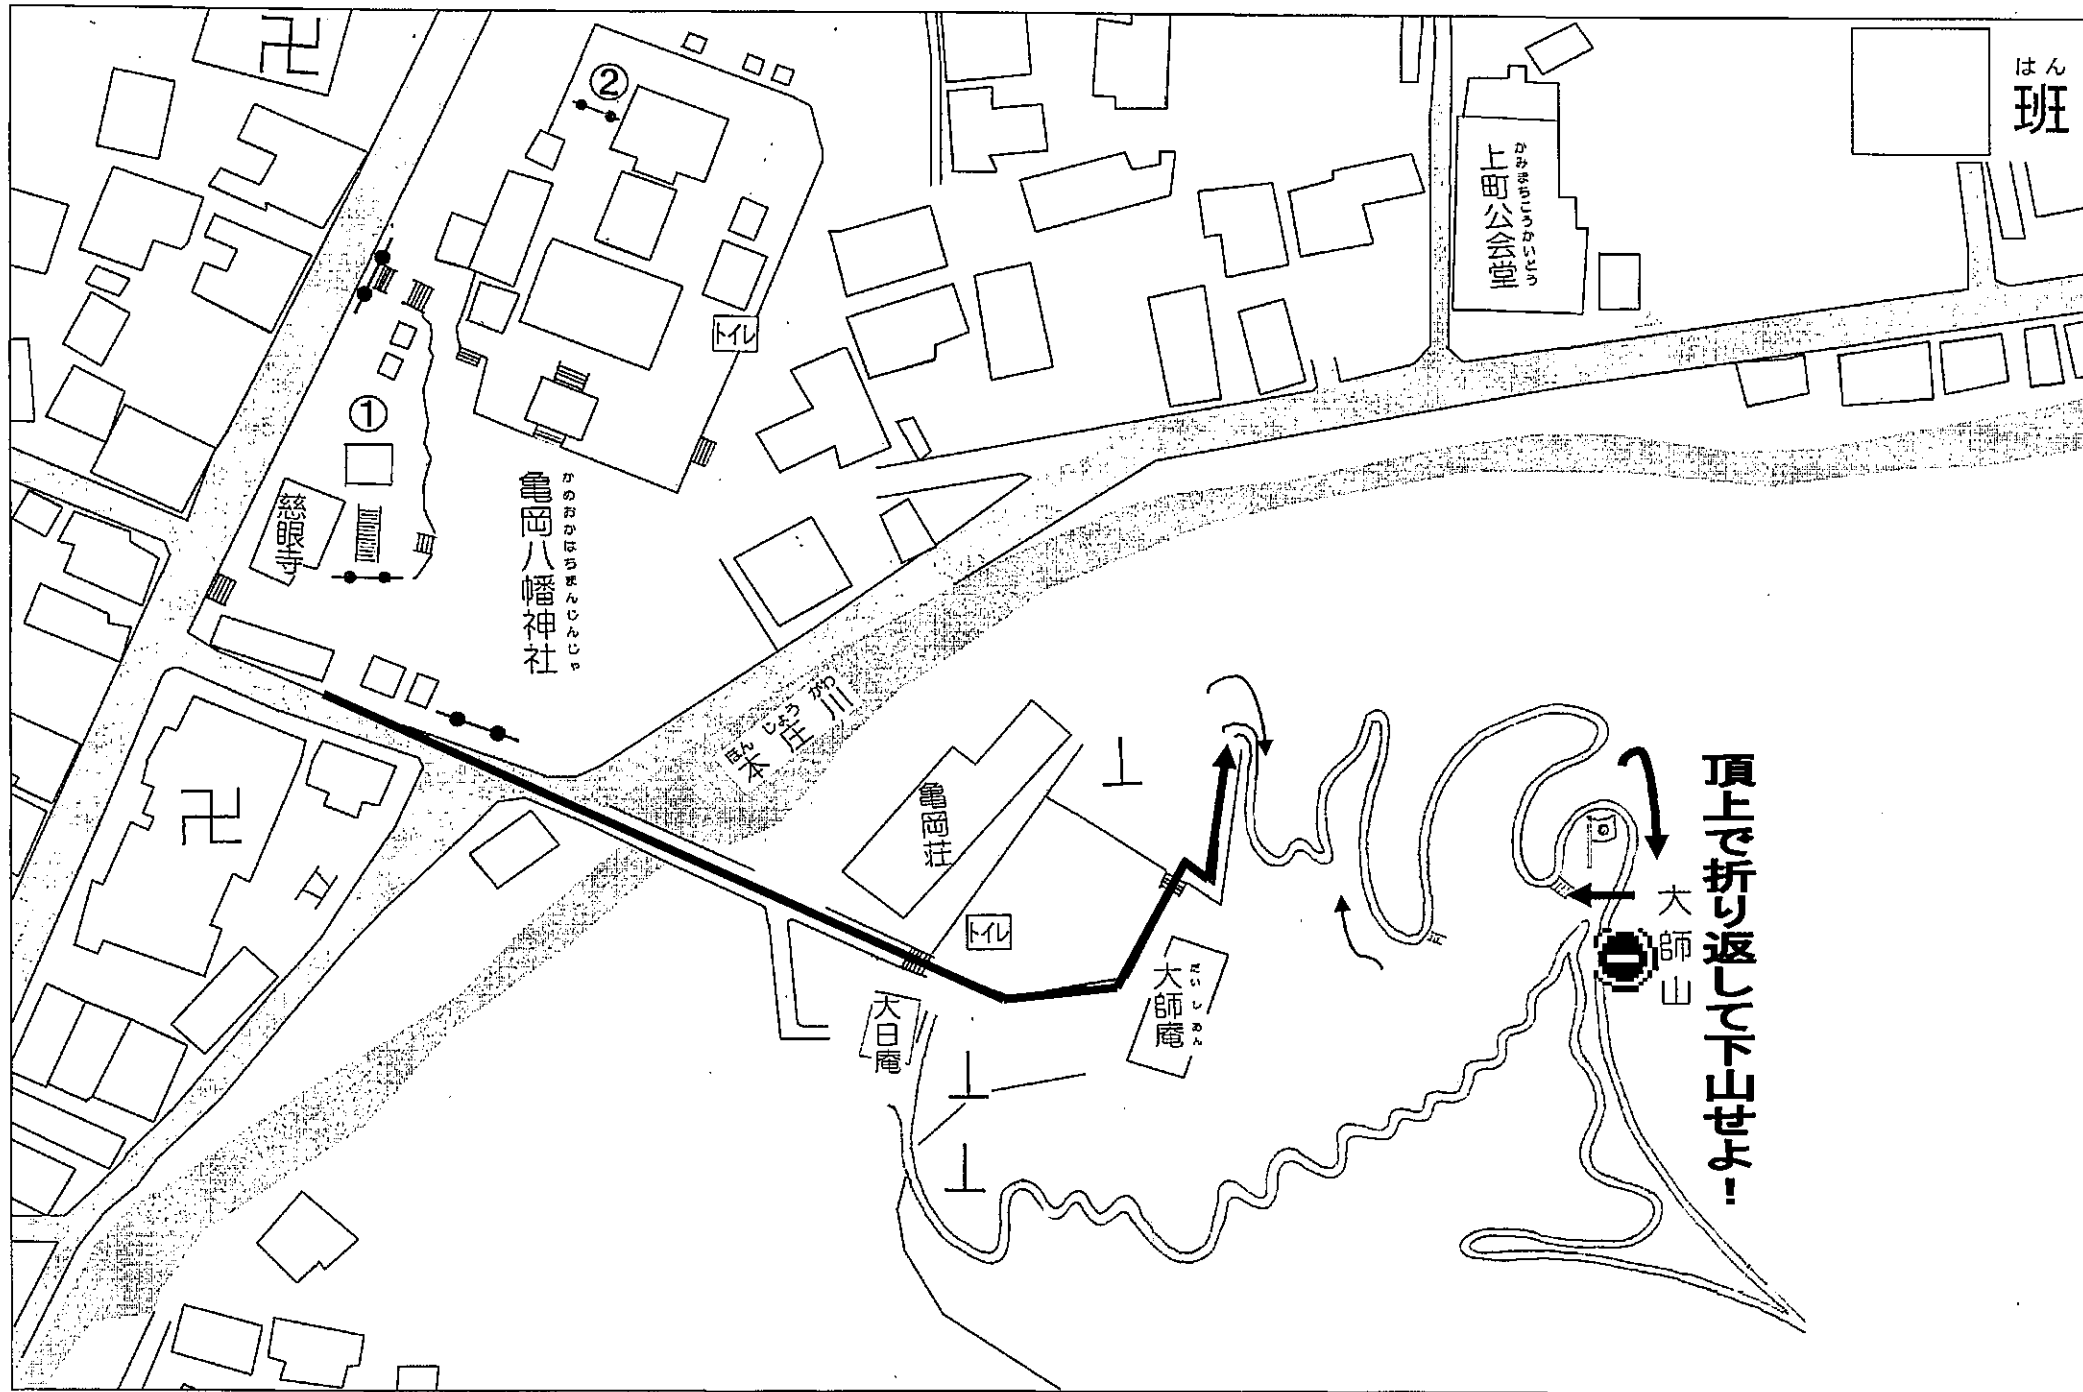 はん
班
かみまちこうかいどう
上町公会堂
②
トイレ
①
慈眼寺
かめおかはちまんじんじゃ
亀岡八幡神社
ほんじょうがわ
本庄川
亀岡荘
トイレ
大日庵
だいしあん
大師庵
大師山
頂上で折り返して下山せよ!